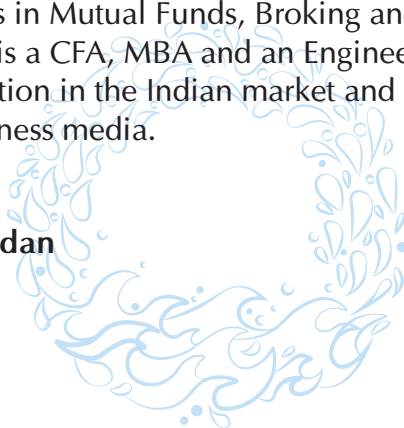 s in Mutual Funds, Broking and
is a CFA, MBA and an Enginee
tion in the Indian market and
ness media.
dan